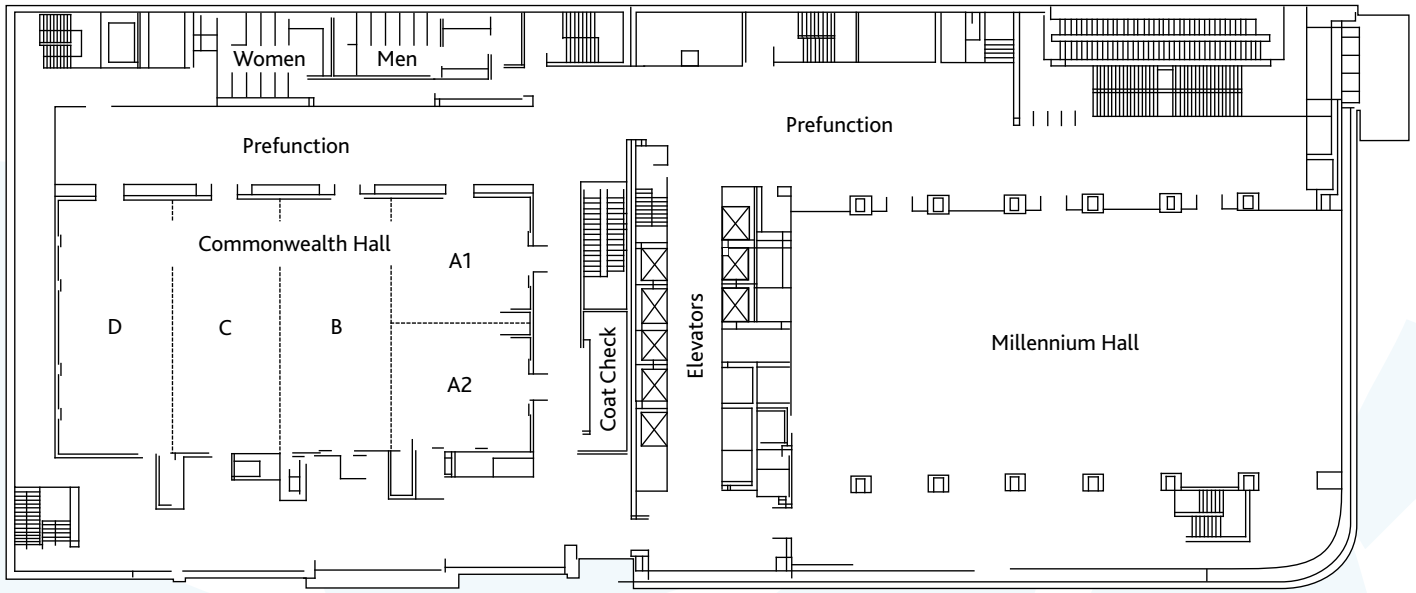 Women
Men
Prefunction
Prefunction
Commonwealth Hall
A1
D
C
B
A2
Coat Check
Elevators
Millennium Hall